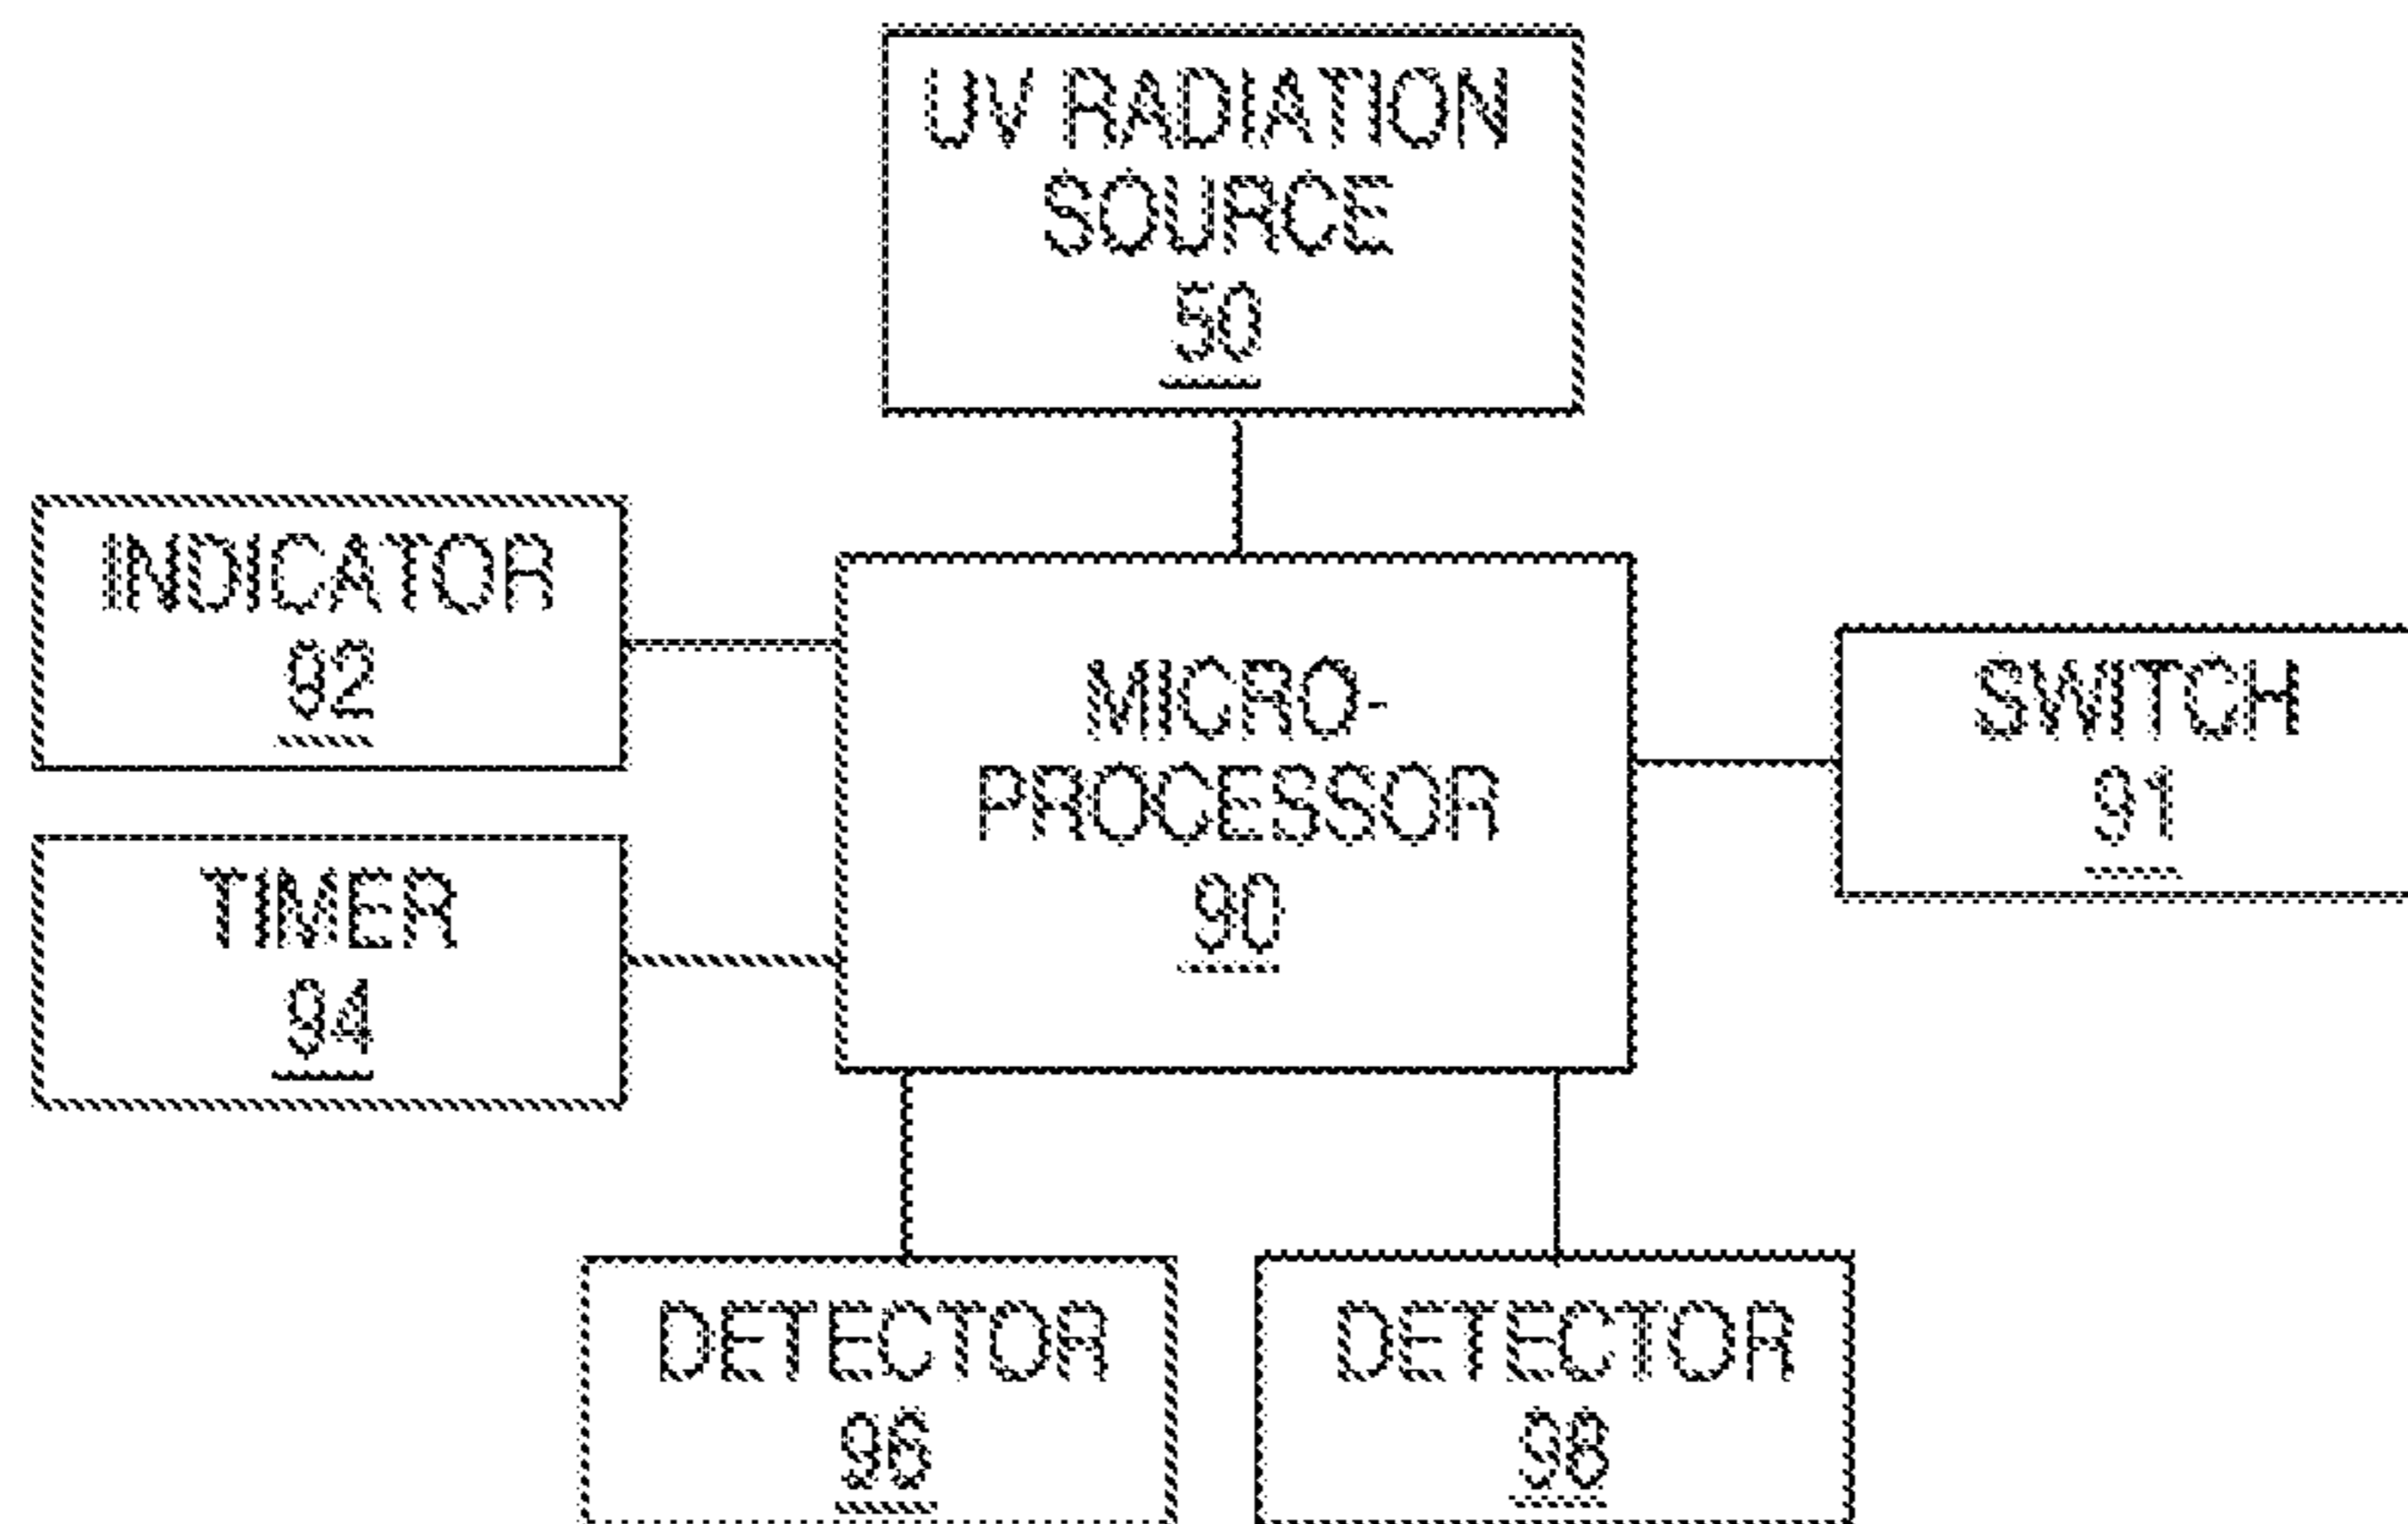 UV RADIATION
SOURCE
50
INDICATOR
92
MICRO-
PROCESSOR
90
SWITCH
91
TIMER
94
DETECTOR
96
DETECTOR
98